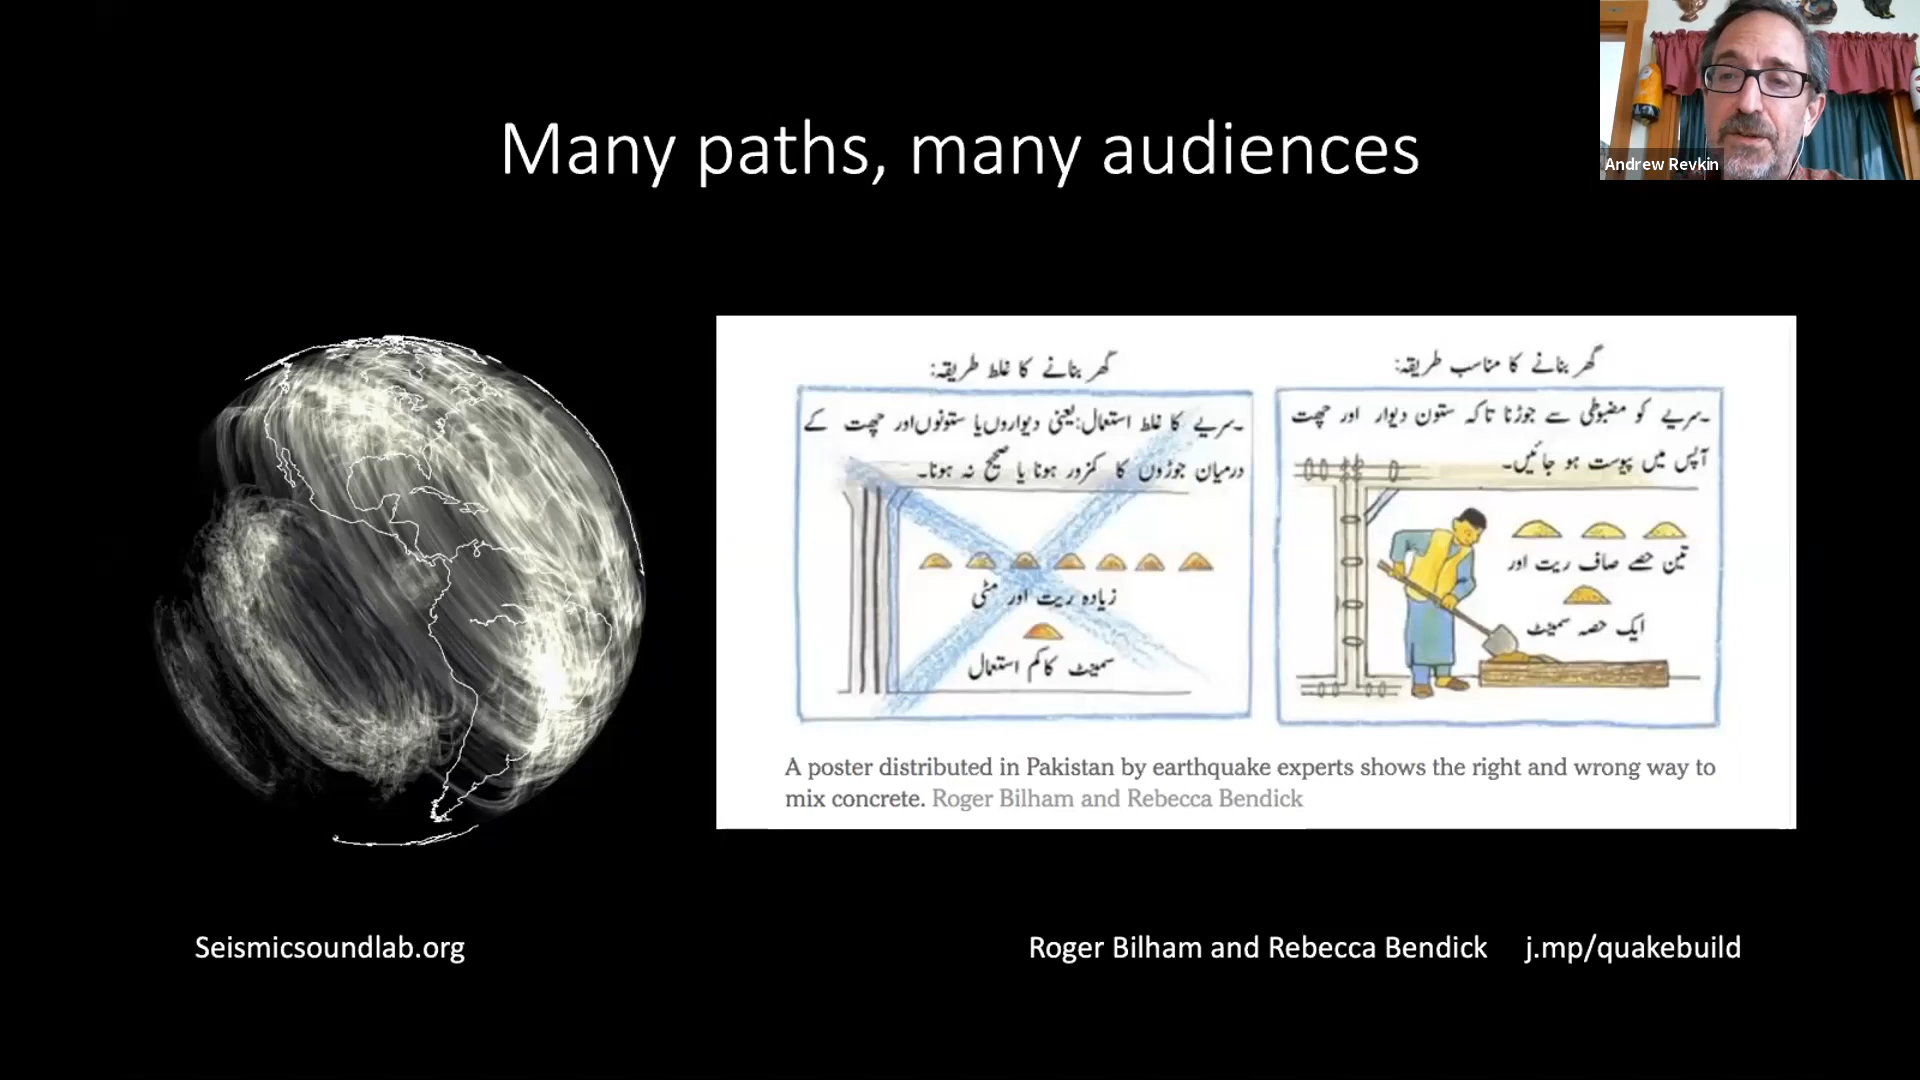 Many paths, many audiences
Andrew Revkin
گھر بنانے کا غلط طریقہ:
۔سریے کا غلط استعمال:یعنی دیواروں یا ستونوں اور چھت کے
درمیان جوڑوں کا کمزور ہونا یا صحیح نہ ہونا۔
زیادہ ریت اور مٹی
سمینٹ کا کم استعمال
گھر بنانے کا مناسب طریقہ:
۔سریے کو مضبوطی سے جوڑنا تاکہ ستون دیوار اور چھت
آپس میں پیوست ہو جائیں۔
تین حصے صاف ریت اور
ایک حصہ سمینٹ
A poster distributed in Pakistan by earthquake experts shows the right and wrong way to
mix concrete. Roger Bilham and Rebecca Bendick
Seismicsoundlab.org
Roger Bilham and Rebecca Bendick j.mp/quakebuild